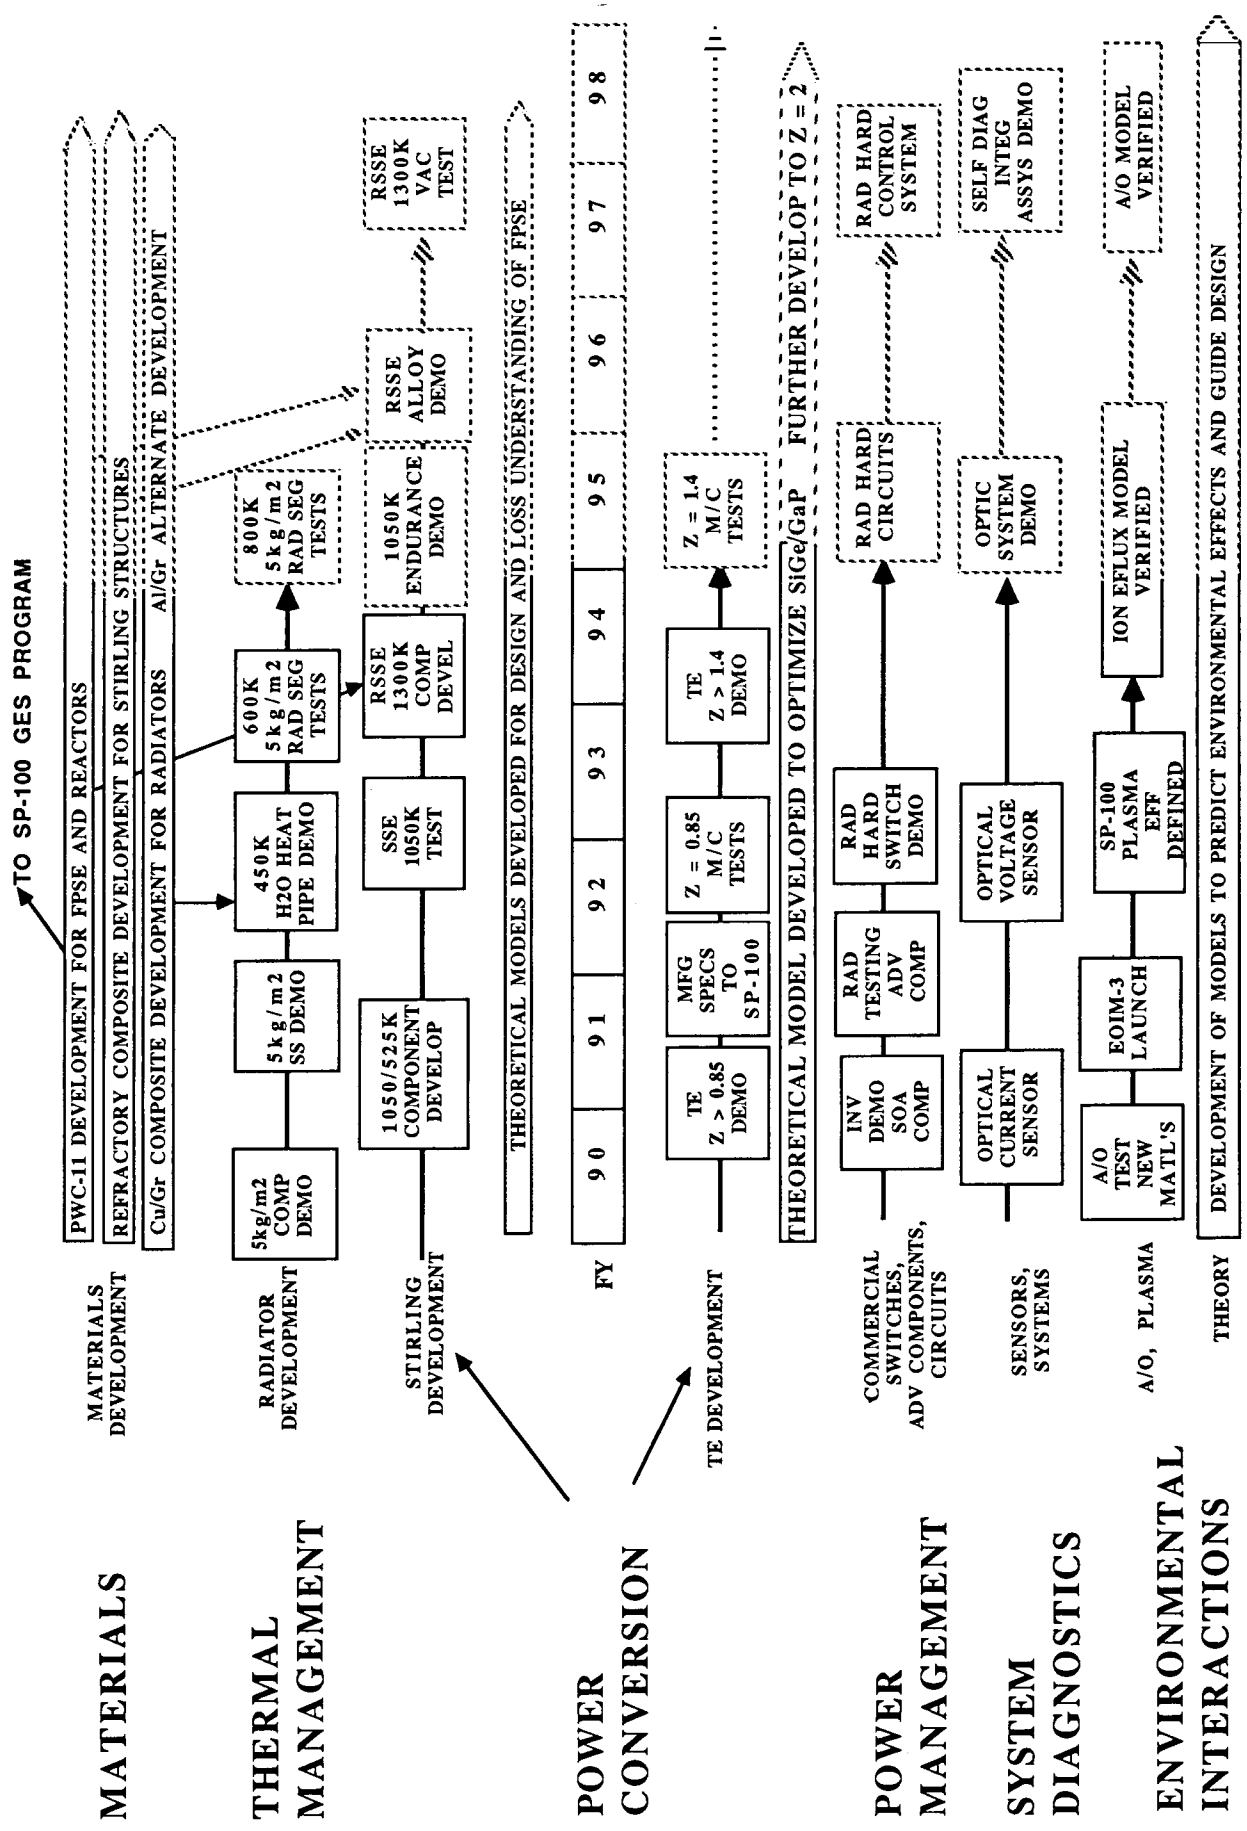 TO SP-100 GES PROGRAM
MATERIALS
MATERIALS
DEVELOPMENT
PWC-11 DEVELOPMENT FOR FPSE AND REACTORS
REFRACTORY COMPOSITE DEVELOPMENT FOR STIRLING STRUCTURES
Cu/Gr COMPOSITE DEVELOPMENT FOR RADIATORS
Al/Gr ALTERNATE DEVELOPMENT
THERMAL
MANAGEMENT
RADIATOR
DEVELOPMENT
5kg/m2
COMP
DEMO
5kg/m2
SS DEMO
450K
H2O HEAT
PIPE DEMO
600K
5kg/m2
RAD SEG
TESTS
800K
5kg/m2
RAD SEG
TESTS
STIRLING
DEVELOPMENT
1050/525K
COMPONENT
DEVELOP
SSE
1050K
TEST
RSSE
1300K
COMP
DEVEL
1050K
ENDURANCE
DEMO
RSSE
ALLOY
DEMO
RSSE
1300K
VAC
TEST
THEORETICAL MODELS DEVELOPED FOR DESIGN AND LOSS UNDERSTANDING OF FPSE
POWER
CONVERSION
FY
90
91
92
93
94
95
96
97
98
TE DEVELOPMENT
TE
Z > 0.85
DEMO
MFG
SPECS
TO
SP-100
Z = 0.85
M/C
TESTS
TE
Z > 1.4
DEMO
Z = 1.4
M/C
TESTS
THEORETICAL MODEL DEVELOPED TO OPTIMIZE SiGe/GaP
FURTHER DEVELOP TO Z = 2
POWER
MANAGEMENT
COMMERCIAL
SWITCHES,
ADV COMPONENTS,
CIRCUITS
INV
DEMO
SOA
COMP
RAD
TESTING
ADV
COMP
RAD
HARD
SWITCH
DEMO
RAD HARD
CIRCUITS
RAD HARD
CONTROL
SYSTEM
SYSTEM
DIAGNOSTICS
SENSORS,
SYSTEMS
OPTICAL
CURRENT
SENSOR
OPTICAL
VOLTAGE
SENSOR
OPTIC
SYSTEM
DEMO
SELF DIAG
INTEG
ASSYS DEMO
ENVIRONMENTAL
INTERACTIONS
A/O, PLASMA
A/O
TEST
NEW
MATL'S
EOIM-3
LAUNCH
SP-100
PLASMA
EFF
DEFINED
ION EFLUX MODEL
VERIFIED
A/O MODEL
VERIFIED
THEORY
DEVELOPMENT OF MODELS TO PREDICT ENVIRONMENTAL EFFECTS AND GUIDE DESIGN